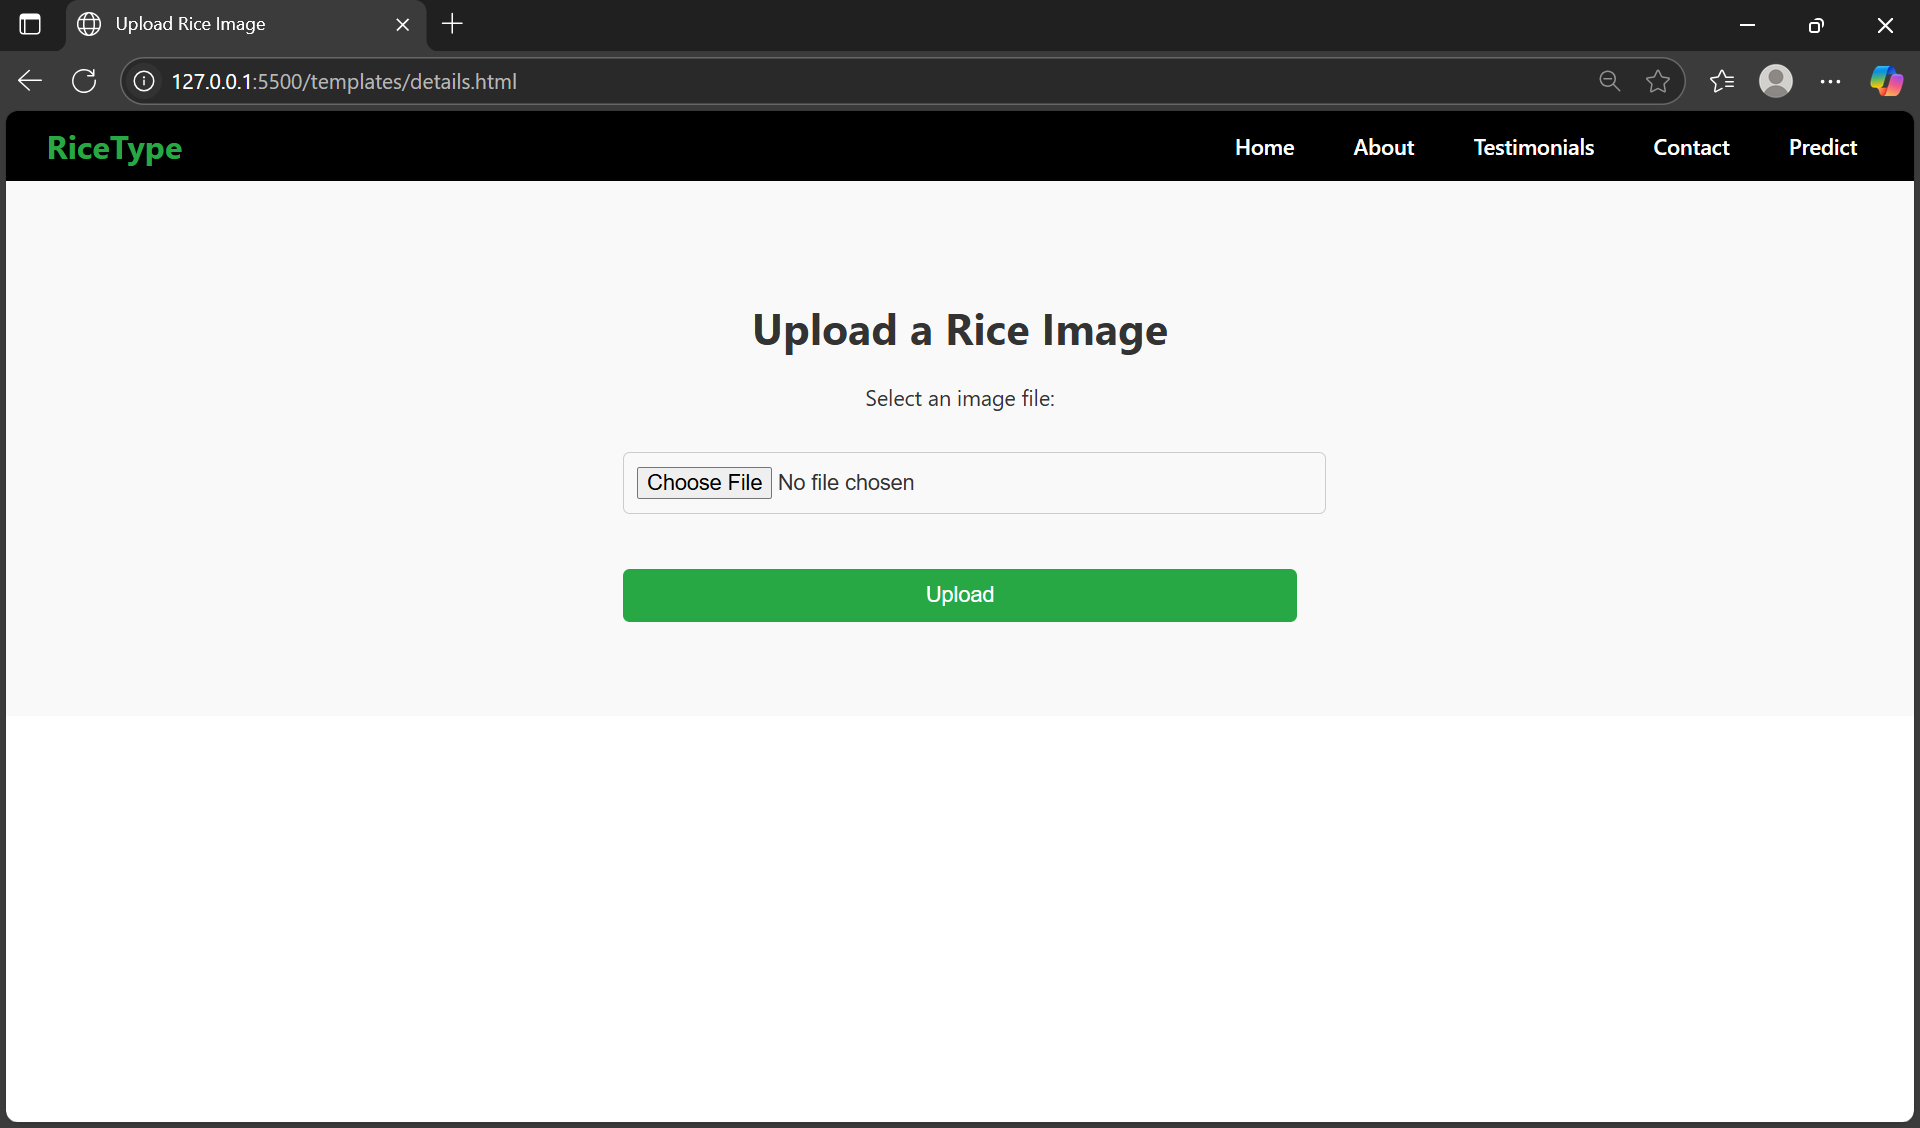 Upload Rice Image
127.0.0.1:5500/templates/details.html
RiceType
Home About Testimonials Contact Predict
Upload a Rice Image
Select an image file:
Choose File No file chosen
Upload